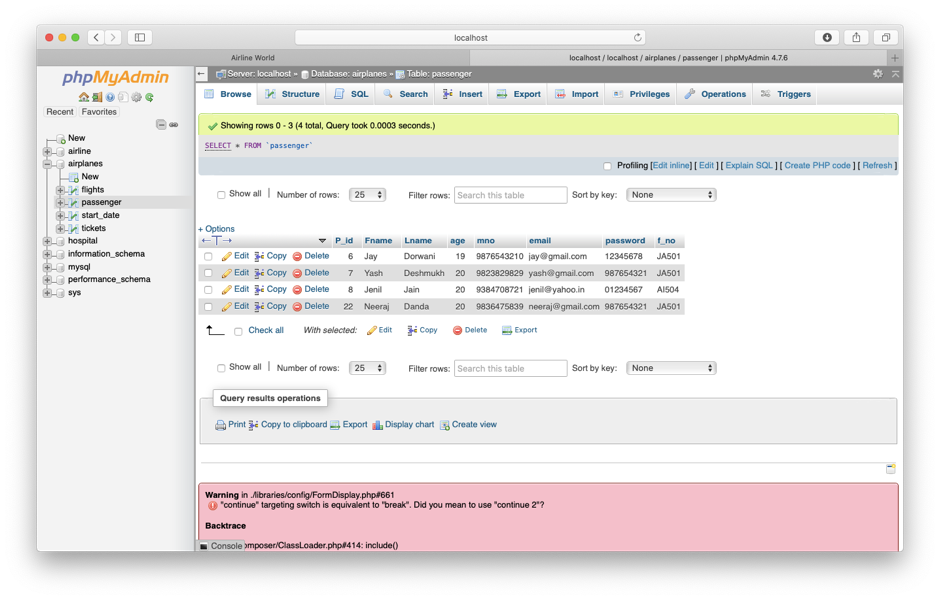 localhost
Airline World
localhost / localhost / airplanes / passenger | phpMyAdmin 4.7.6
phpMyAdmin
Recent Favorites
New
airline
airplanes
New
flights
passenger
start_date
tickets
hospital
information_schema
mysql
performance_schema
sys
Server: localhost » Database: airplanes » Table: passenger
Browse Structure SQL Search Insert Export Import Privileges Operations Triggers
Showing rows 0 - 3 (4 total, Query took 0.0003 seconds.)
SELECT * FROM `passenger`
Profiling [Edit inline] [ Edit ] [ Explain SQL ] [ Create PHP code ] [ Refresh ]
Show all | Number of rows: 25 Filter rows: Search this table Sort by key: None
+ Options
P_id Fname Lname age mno email password f_no
Edit Copy Delete 6 Jay Dorwani 19 9876543210 jay@gmail.com 12345678 JA501
Edit Copy Delete 7 Yash Deshmukh 20 9823829829 yash@gmail.com 987654321 JA501
Edit Copy Delete 8 Jenil Jain 20 9384708721 jenil@yahoo.in 01234567 AI504
Edit Copy Delete 22 Neeraj Danda 20 9836475839 neeraj@gmail.com 987654321 JA501
Check all With selected: Edit Copy Delete Export
Show all | Number of rows: 25 Filter rows: Search this table Sort by key: None
Query results operations
Print Copy to clipboard Export Display chart Create view
Warning in ./libraries/config/FormDisplay.php#661
"continue" targeting switch is equivalent to "break". Did you mean to use "continue 2"?
Backtrace
Console omposer/ClassLoader.php#414: include()